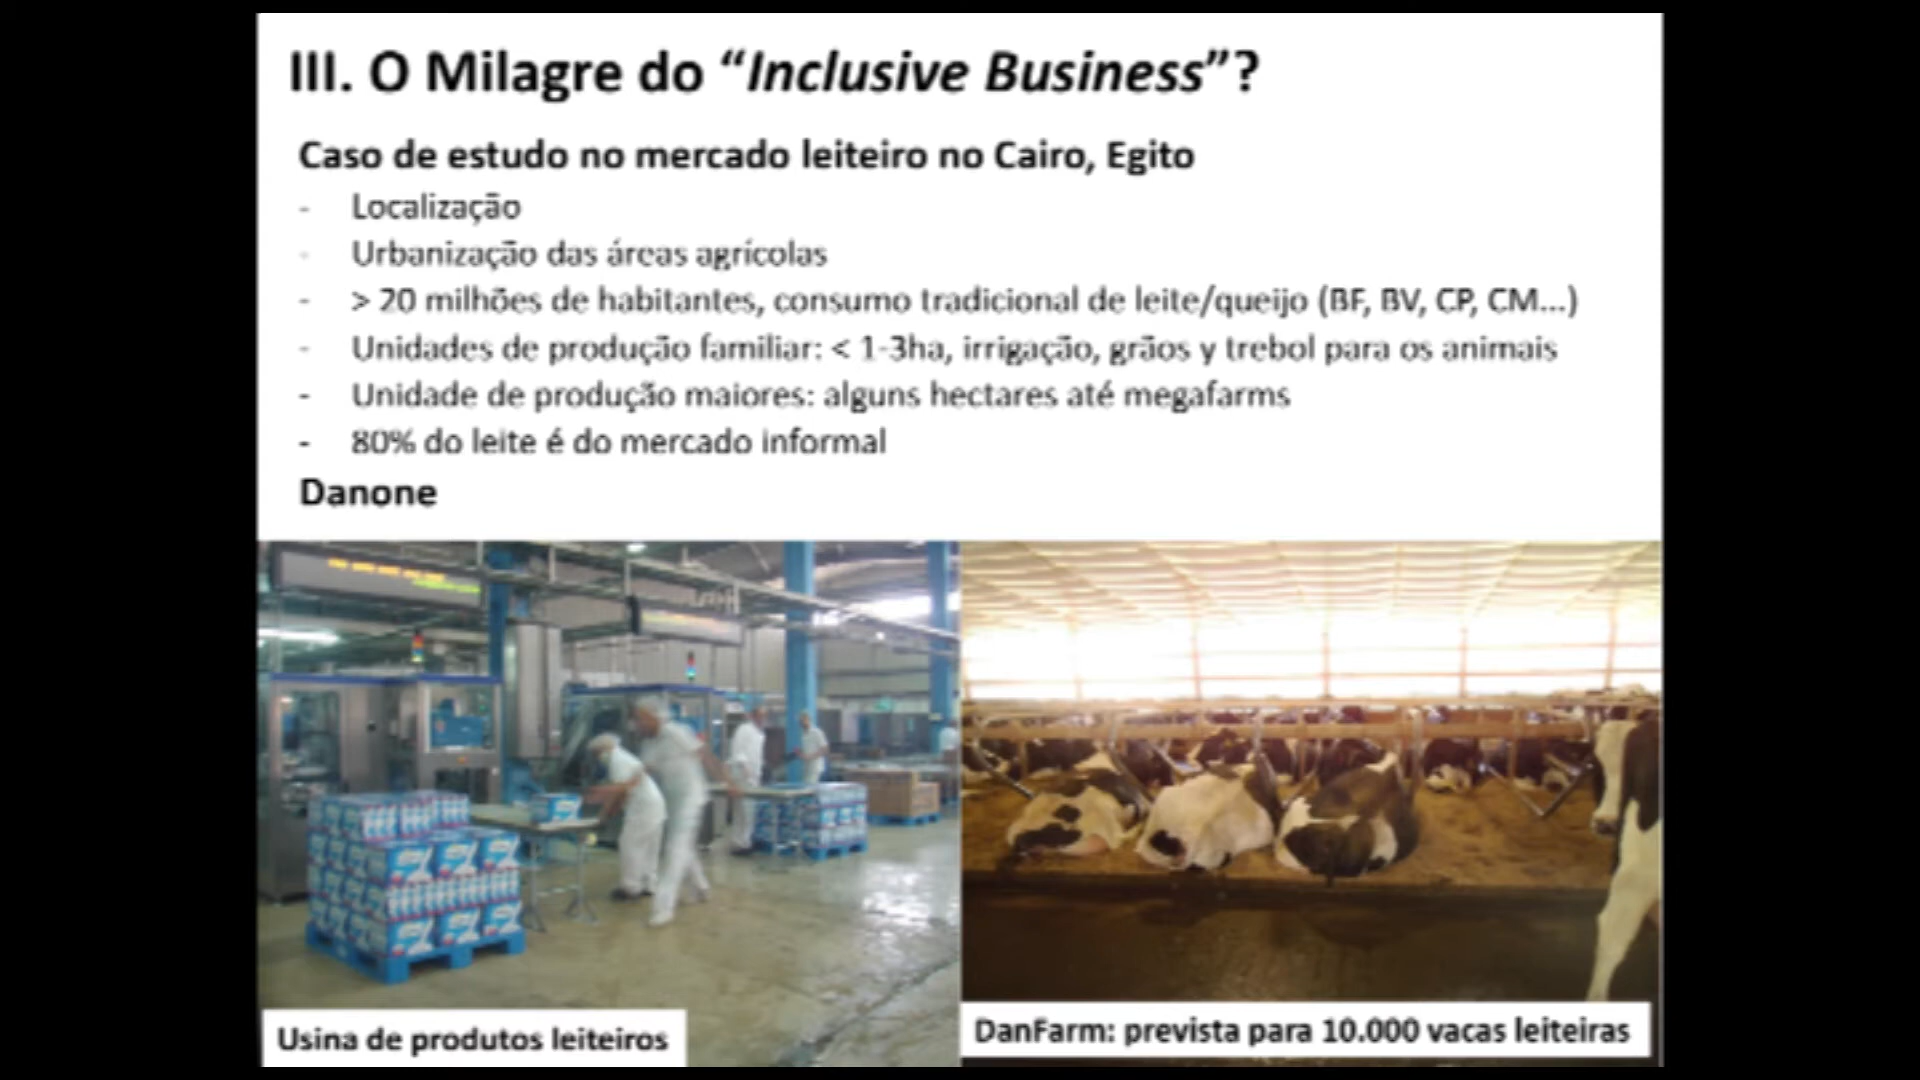 III. O Milagre do “Inclusive Business”?
Caso de estudo no mercado leiteiro no Cairo, Egito
- Localização
- Urbanização das áreas agrícolas
- > 20 milhões de habitantes, consumo tradicional de leite/queijo (BF, BV, CP, CM...)
- Unidades de produção familiar: < 1-3ha, irrigação, grãos y trebol para os animais
- Unidade de produção maiores: alguns hectares até megafarms
- 80% do leite é do mercado informal
Danone
Usina de produtos leiteiros
DanFarm: prevista para 10.000 vacas leiteiras